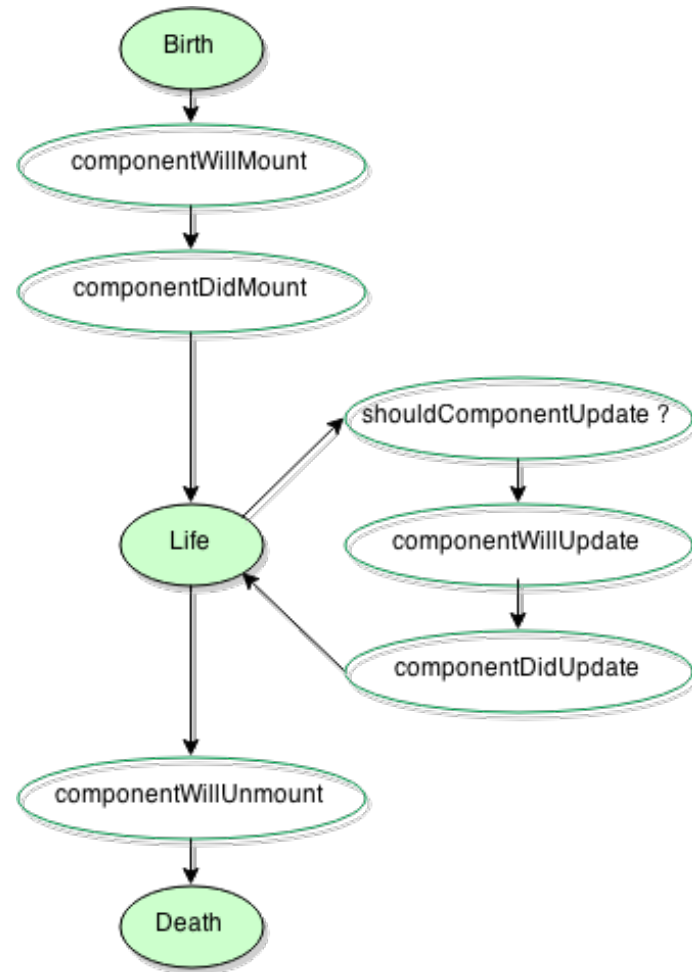 Birth
componentWillMount
componentDidMount
shouldComponentUpdate ?
Life
componentWillUpdate
componentDidUpdate
componentWillUnmount
Death